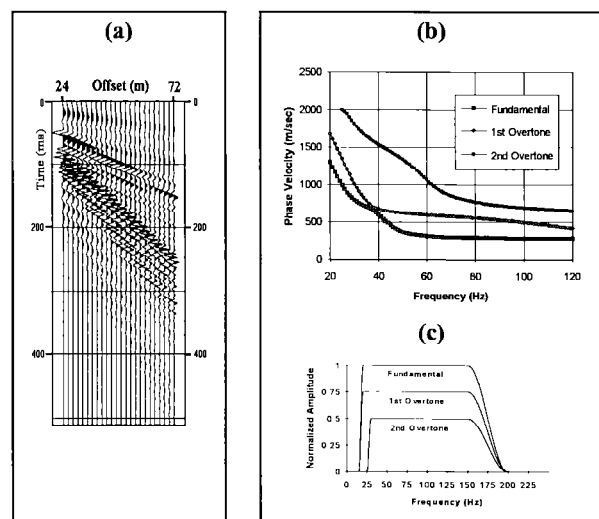 (a)
24 Offset (m) 72
0 0
Time (ms)
200 200
400 400
(b)
2500
2000
1500
1000
500
0
Phase Velocity (m/sec)
Fundamental
1st Overtone
2nd Overtone
20 40 60 80 100 120
Frequency (Hz)
(c)
1
0 75
0 5
0 25
0
Normalized Amplitude
Fundamental
1st Overtone
2nd Overtone
0 25 50 75 100 125 150 175 200 225
Frequency (Hz)